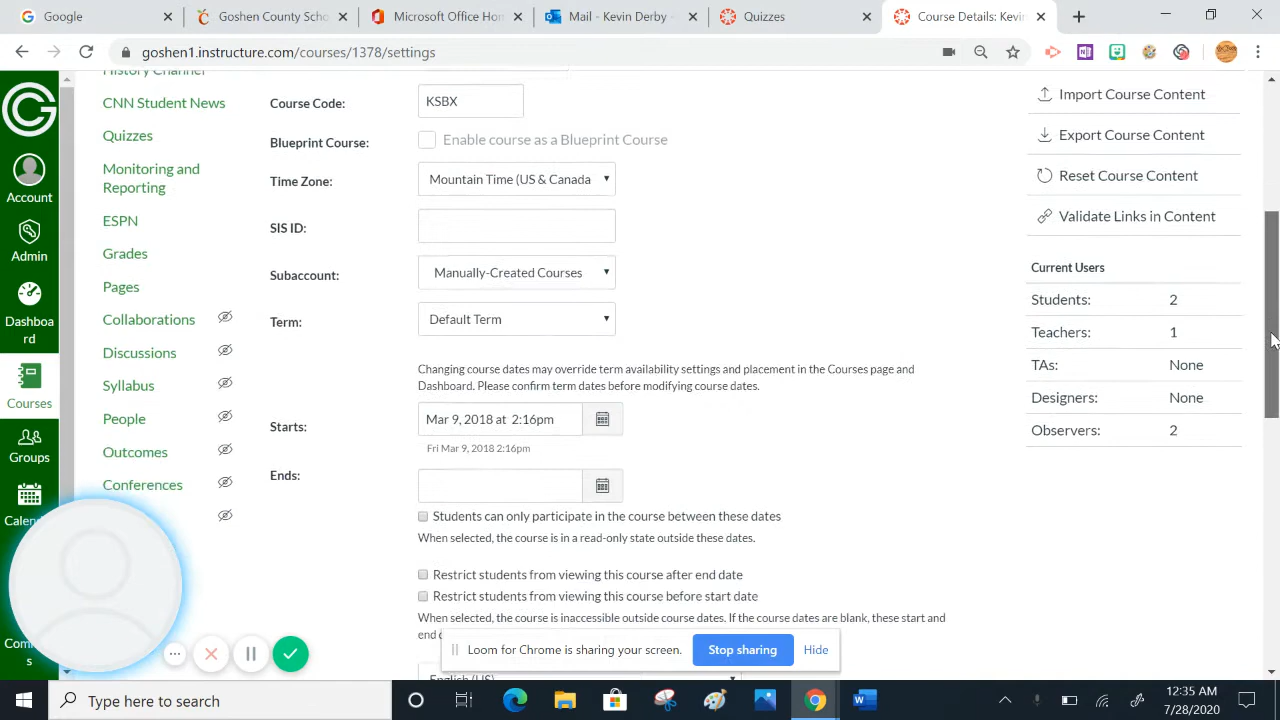 Google
Goshen County Scho
Microsoft Office Hom
Mail - Kevin Derby -
Quizzes
Course Details: Kevin
goshen1.instructure.com/courses/1378/settings
Account
Admin
Dashboa
rd
Courses
Groups
Calen
Com
s
History Channel
CNN Student News
Quizzes
Monitoring and
Reporting
ESPN
Grades
Pages
Collaborations
Discussions
Syllabus
People
Outcomes
Conferences
Course Code:
KSBX
Blueprint Course:
Enable course as a Blueprint Course
Time Zone:
Mountain Time (US & Canada
SIS ID:
Subaccount:
Manually-Created Courses
Term:
Default Term
Changing course dates may override term availability settings and placement in the Courses page and
Dashboard. Please confirm term dates before modifying course dates.
Starts:
Mar 9, 2018 at 2:16pm
Fri Mar 9, 2018 2:16pm
Ends:
Students can only participate in the course between these dates
When selected, the course is in a read-only state outside these dates.
Restrict students from viewing this course after end date
Restrict students from viewing this course before start date
When selected, the course is inaccessible outside course dates. If the course dates are blank, these start and
end
English (US)
Import Course Content
Export Course Content
Reset Course Content
Validate Links in Content
Current Users
Students: 2
Teachers: 1
TAs: None
Designers: None
Observers: 2
Loom for Chrome is sharing your screen.
Stop sharing
Hide
Type here to search
12:35 AM
7/28/2020